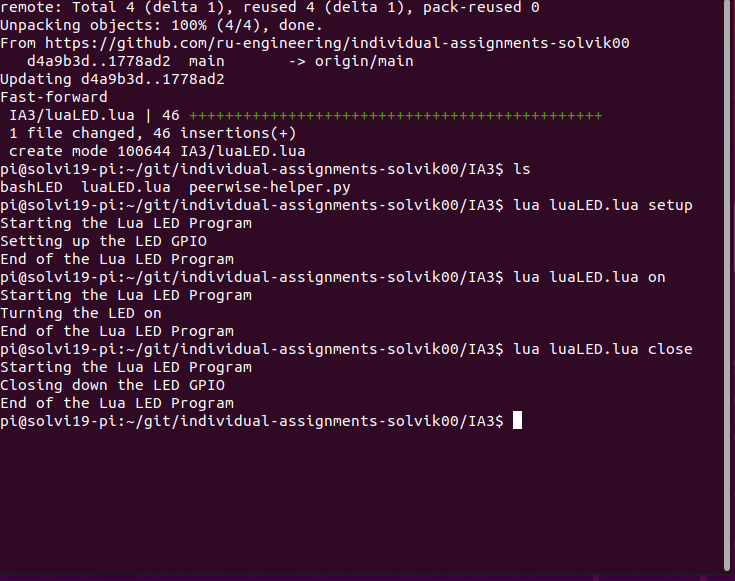 remote: Total 4 (delta 1), reused 4 (delta 1), pack-reused 0
Unpacking objects: 100% (4/4), done.
From https://github.com/ru-engineering/individual-assignments-solvik00
   d4a9b3d..1778ad2  main       -> origin/main
Updating d4a9b3d..1778ad2
Fast-forward
 IA3/luaLED.lua | 46 ++++++++++++++++++++++++++++++++++++++++++++++
 1 file changed, 46 insertions(+)
 create mode 100644 IA3/luaLED.lua
pi@solvi19-pi:~/git/individual-assignments-solvik00/IA3$ ls
bashLED  luaLED.lua  peerwise-helper.py
pi@solvi19-pi:~/git/individual-assignments-solvik00/IA3$ lua luaLED.lua setup
Starting the Lua LED Program
Setting up the LED GPIO
End of the Lua LED Program
pi@solvi19-pi:~/git/individual-assignments-solvik00/IA3$ lua luaLED.lua on
Starting the Lua LED Program
Turning the LED on
End of the Lua LED Program
pi@solvi19-pi:~/git/individual-assignments-solvik00/IA3$ lua luaLED.lua close
Starting the Lua LED Program
Closing down the LED GPIO
End of the Lua LED Program
pi@solvi19-pi:~/git/individual-assignments-solvik00/IA3$